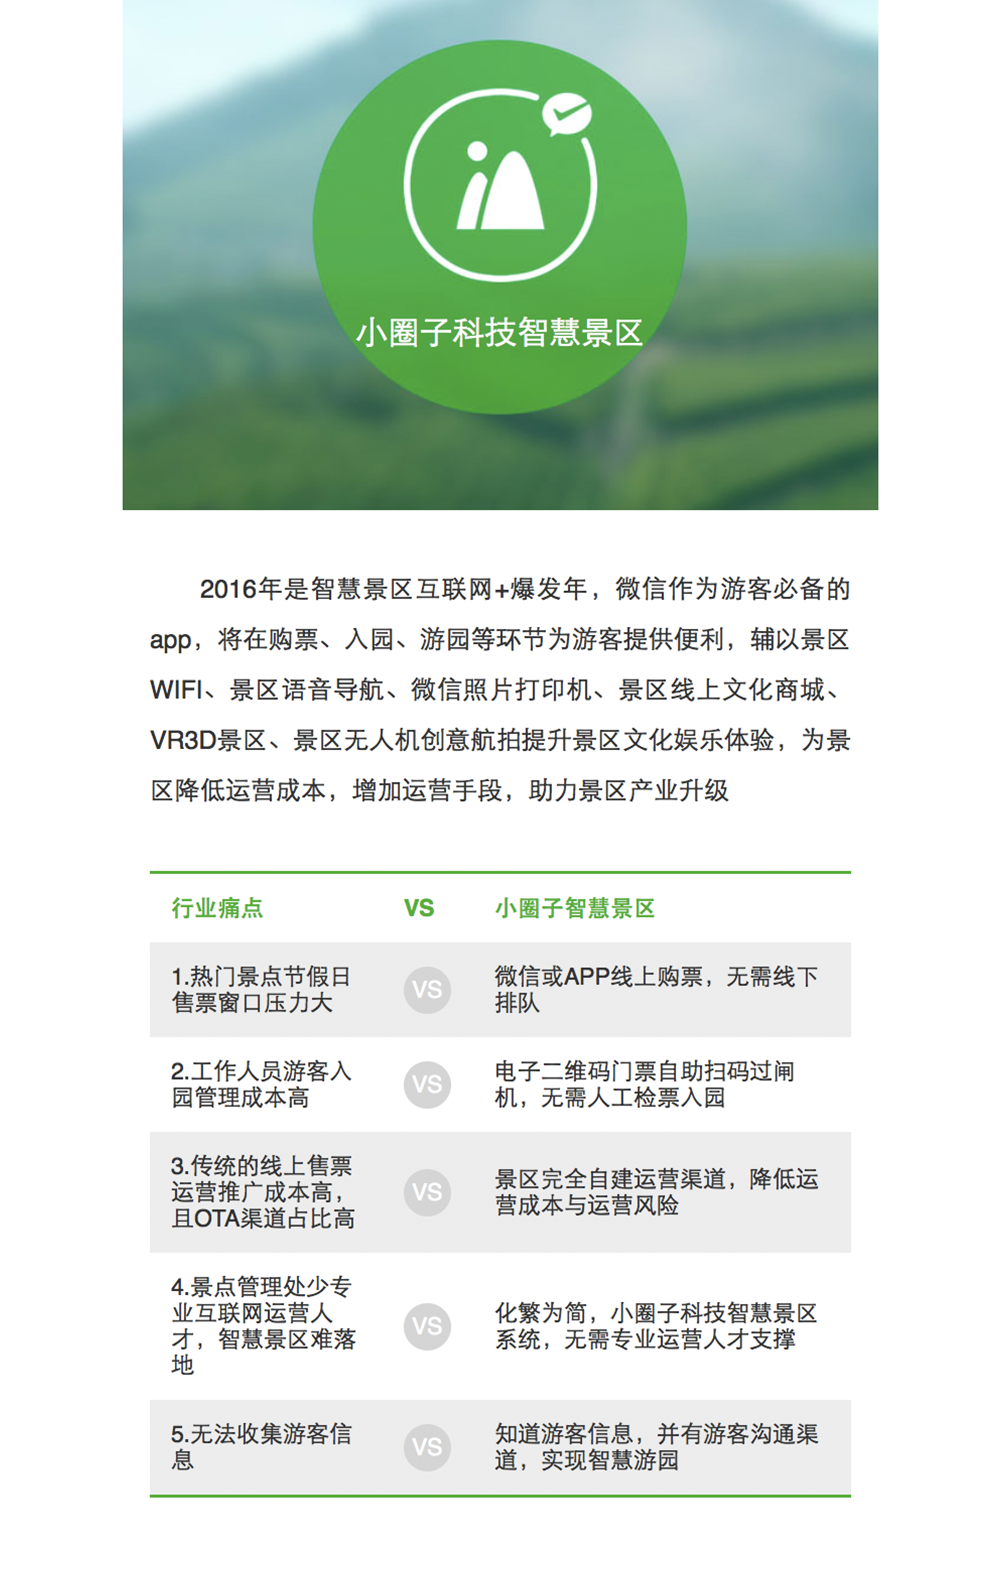 小圈子科技智慧景区
2016年是智慧景区互联网+爆发年，微信作为游客必备的
app，将在购票、入园、游园等环节为游客提供便利，辅以景区
WIFI、景区语音导航、微信照片打印机、景区线上文化商城、
VR3D景区、景区无人机创意航拍提升景区文化娱乐体验，为景
区降低运营成本，增加运营手段，助力景区产业升级
行业痛点 VS 小圈子智慧景区
1.热门景点节假日
售票窗口压力大
VS
微信或APP线上购票，无需线下
排队
2.工作人员游客入
园管理成本高
VS
电子二维码门票自助扫码过闸
机，无需人工检票入园
3.传统的线上售票
运营推广成本高，
且OTA渠道占比高
VS
景区完全自建运营渠道，降低运
营成本与运营风险
4.景点管理处少专
业互联网运营人
才，智慧景区难落
地
VS
化繁为简，小圈子科技智慧景区
系统，无需专业运营人才支撑
5.无法收集游客信
息
VS
知道游客信息，并有游客沟通渠
道，实现智慧游园